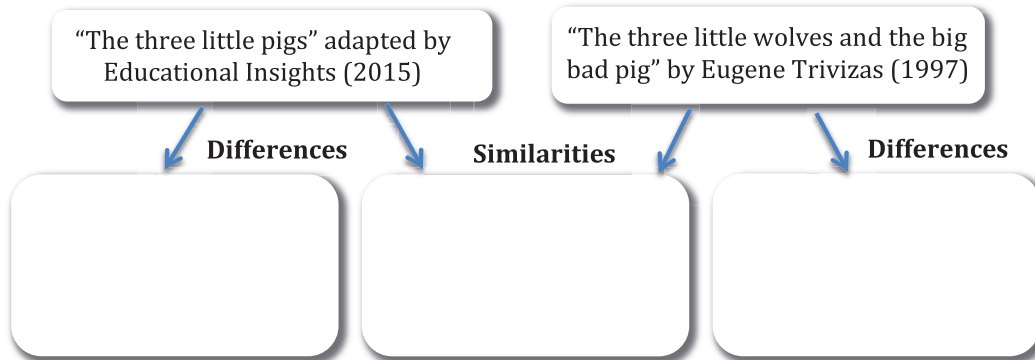 “The three little pigs” adapted by
Educational Insights (2015)
“The three little wolves and the big
bad pig” by Eugene Trivizas (1997)
Differences
Similarities
Differences